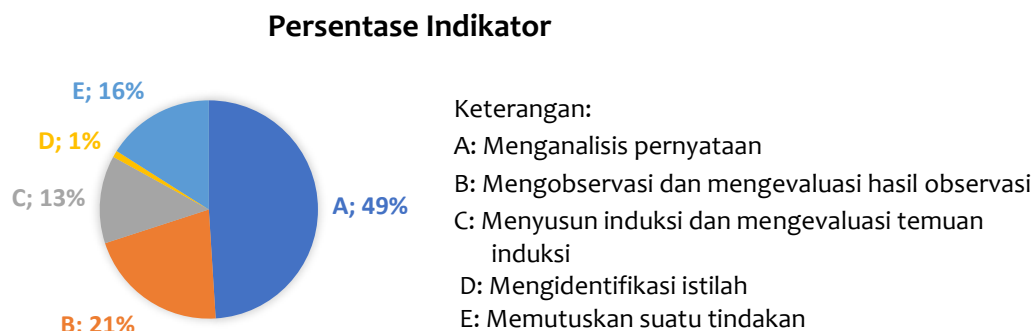 Persentase Indikator
E; 16%
D; 1%
C; 13%
A; 49%
B; 21%
Keterangan:
A: Menganalisis pernyataan
B: Mengobservasi dan mengevaluasi hasil observasi
C: Menyusun induksi dan mengevaluasi temuan
induksi
D: Mengidentifikasi istilah
E: Memutuskan suatu tindakan